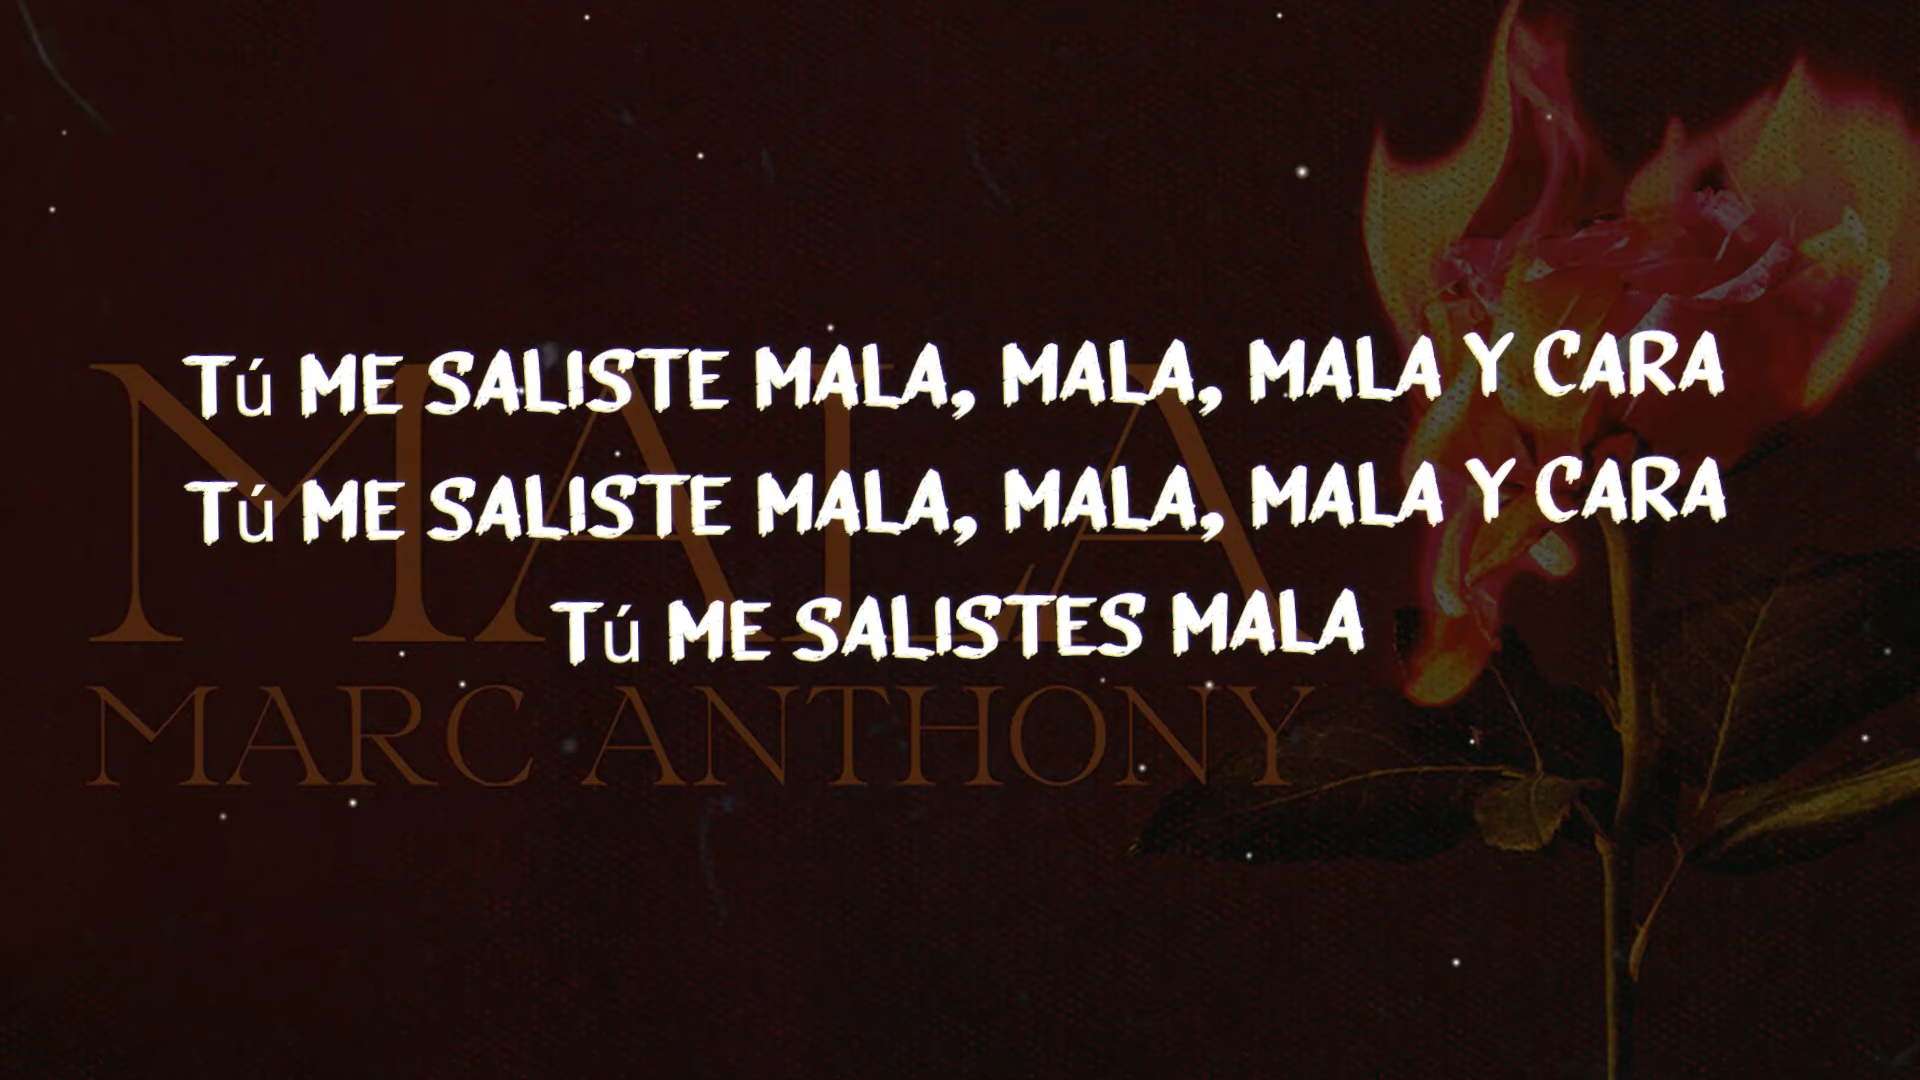 Tú ME SALISTE MALA, MALA, MALA Y CARA
Tú ME SALISTE MALA, MALA, MALA Y CARA
Tú ME SALISTES MALA
MALA
MARC ANTHONY